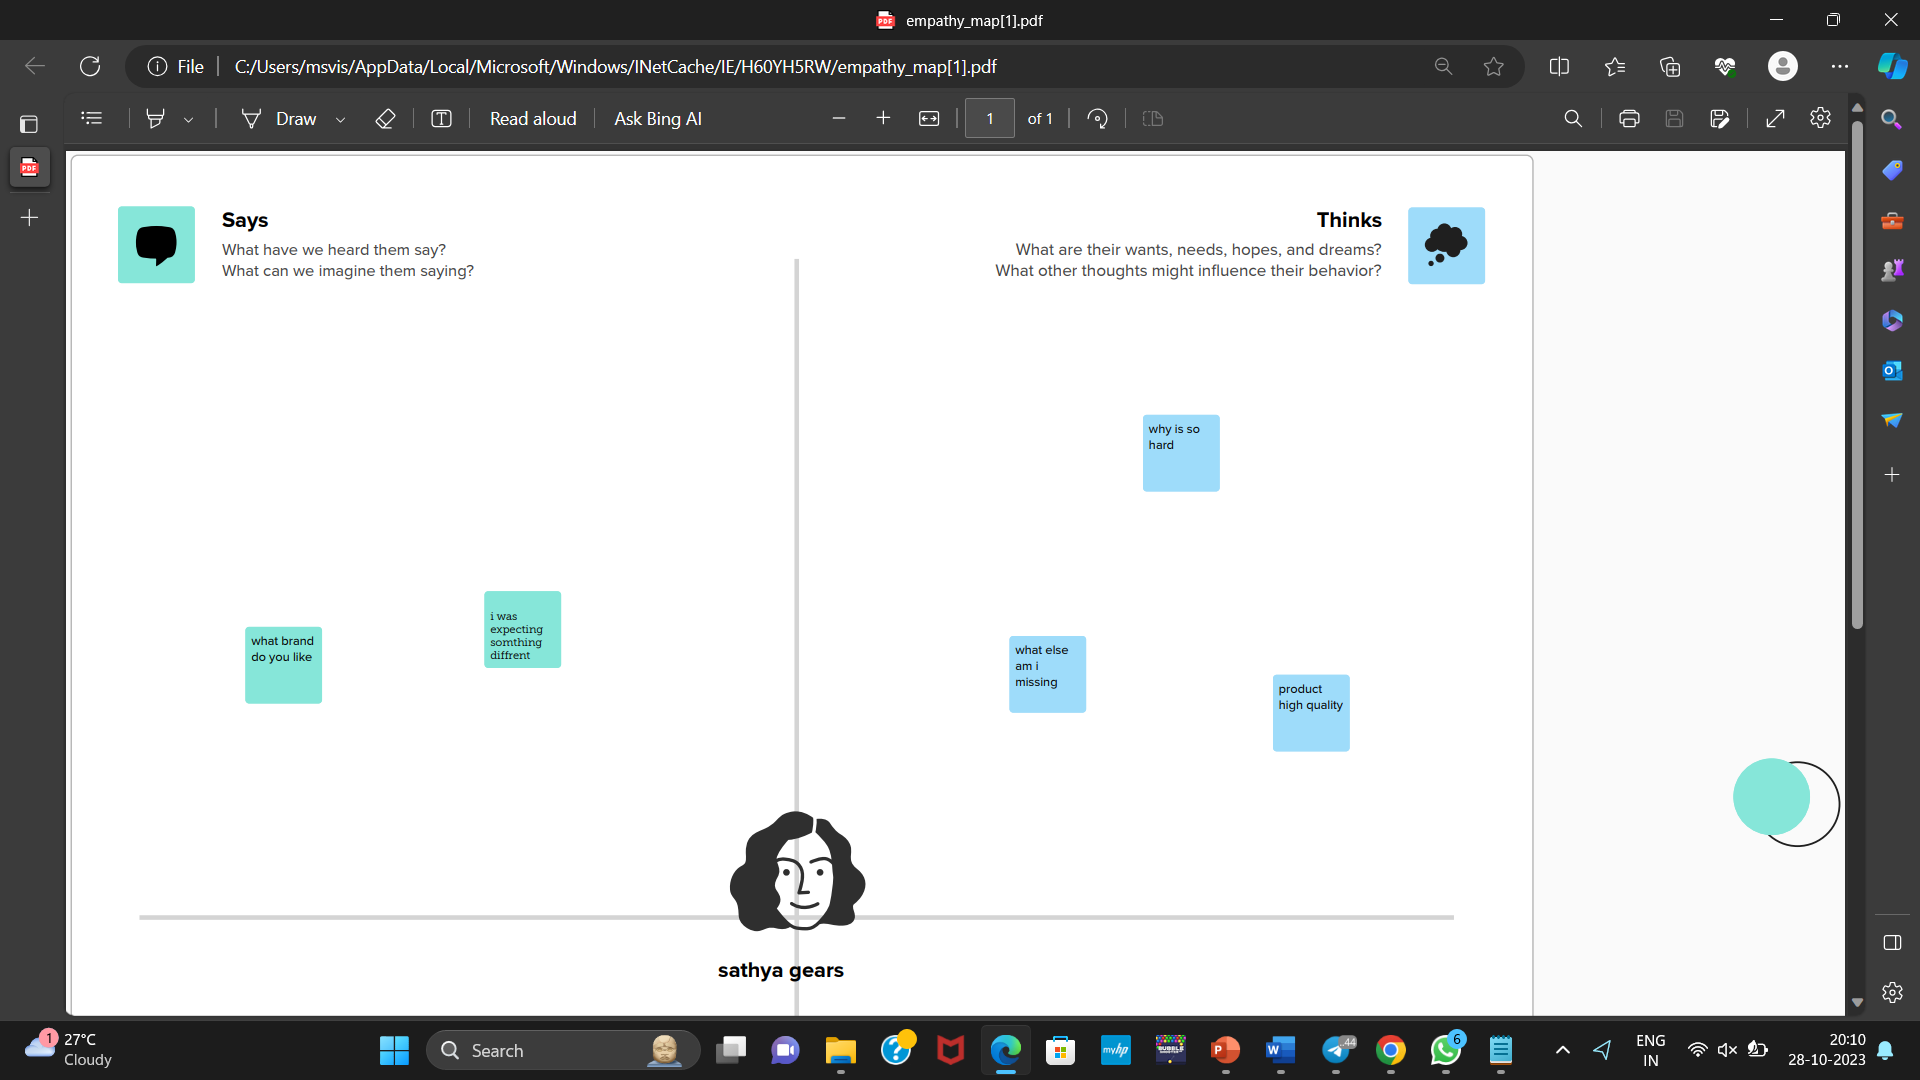 empathy_map[1].pdf
File
C:/Users/msvis/AppData/Local/Microsoft/Windows/INetCache/IE/H60YH5RW/empathy_map[1].pdf
Draw
Read aloud
Ask Bing AI
1
of 1
Says
What have we heard them say?
What can we imagine them saying?
Thinks
What are their wants, needs, hopes, and dreams?
What other thoughts might influence their behavior?
why is so
hard
i was
expecting
somthing
diffrent
what brand
do you like
what else
am i
missing
product
high quality
sathya gears
1
27°C
Cloudy
Search
myhp
44
6
ENG
IN
20:10
28-10-2023